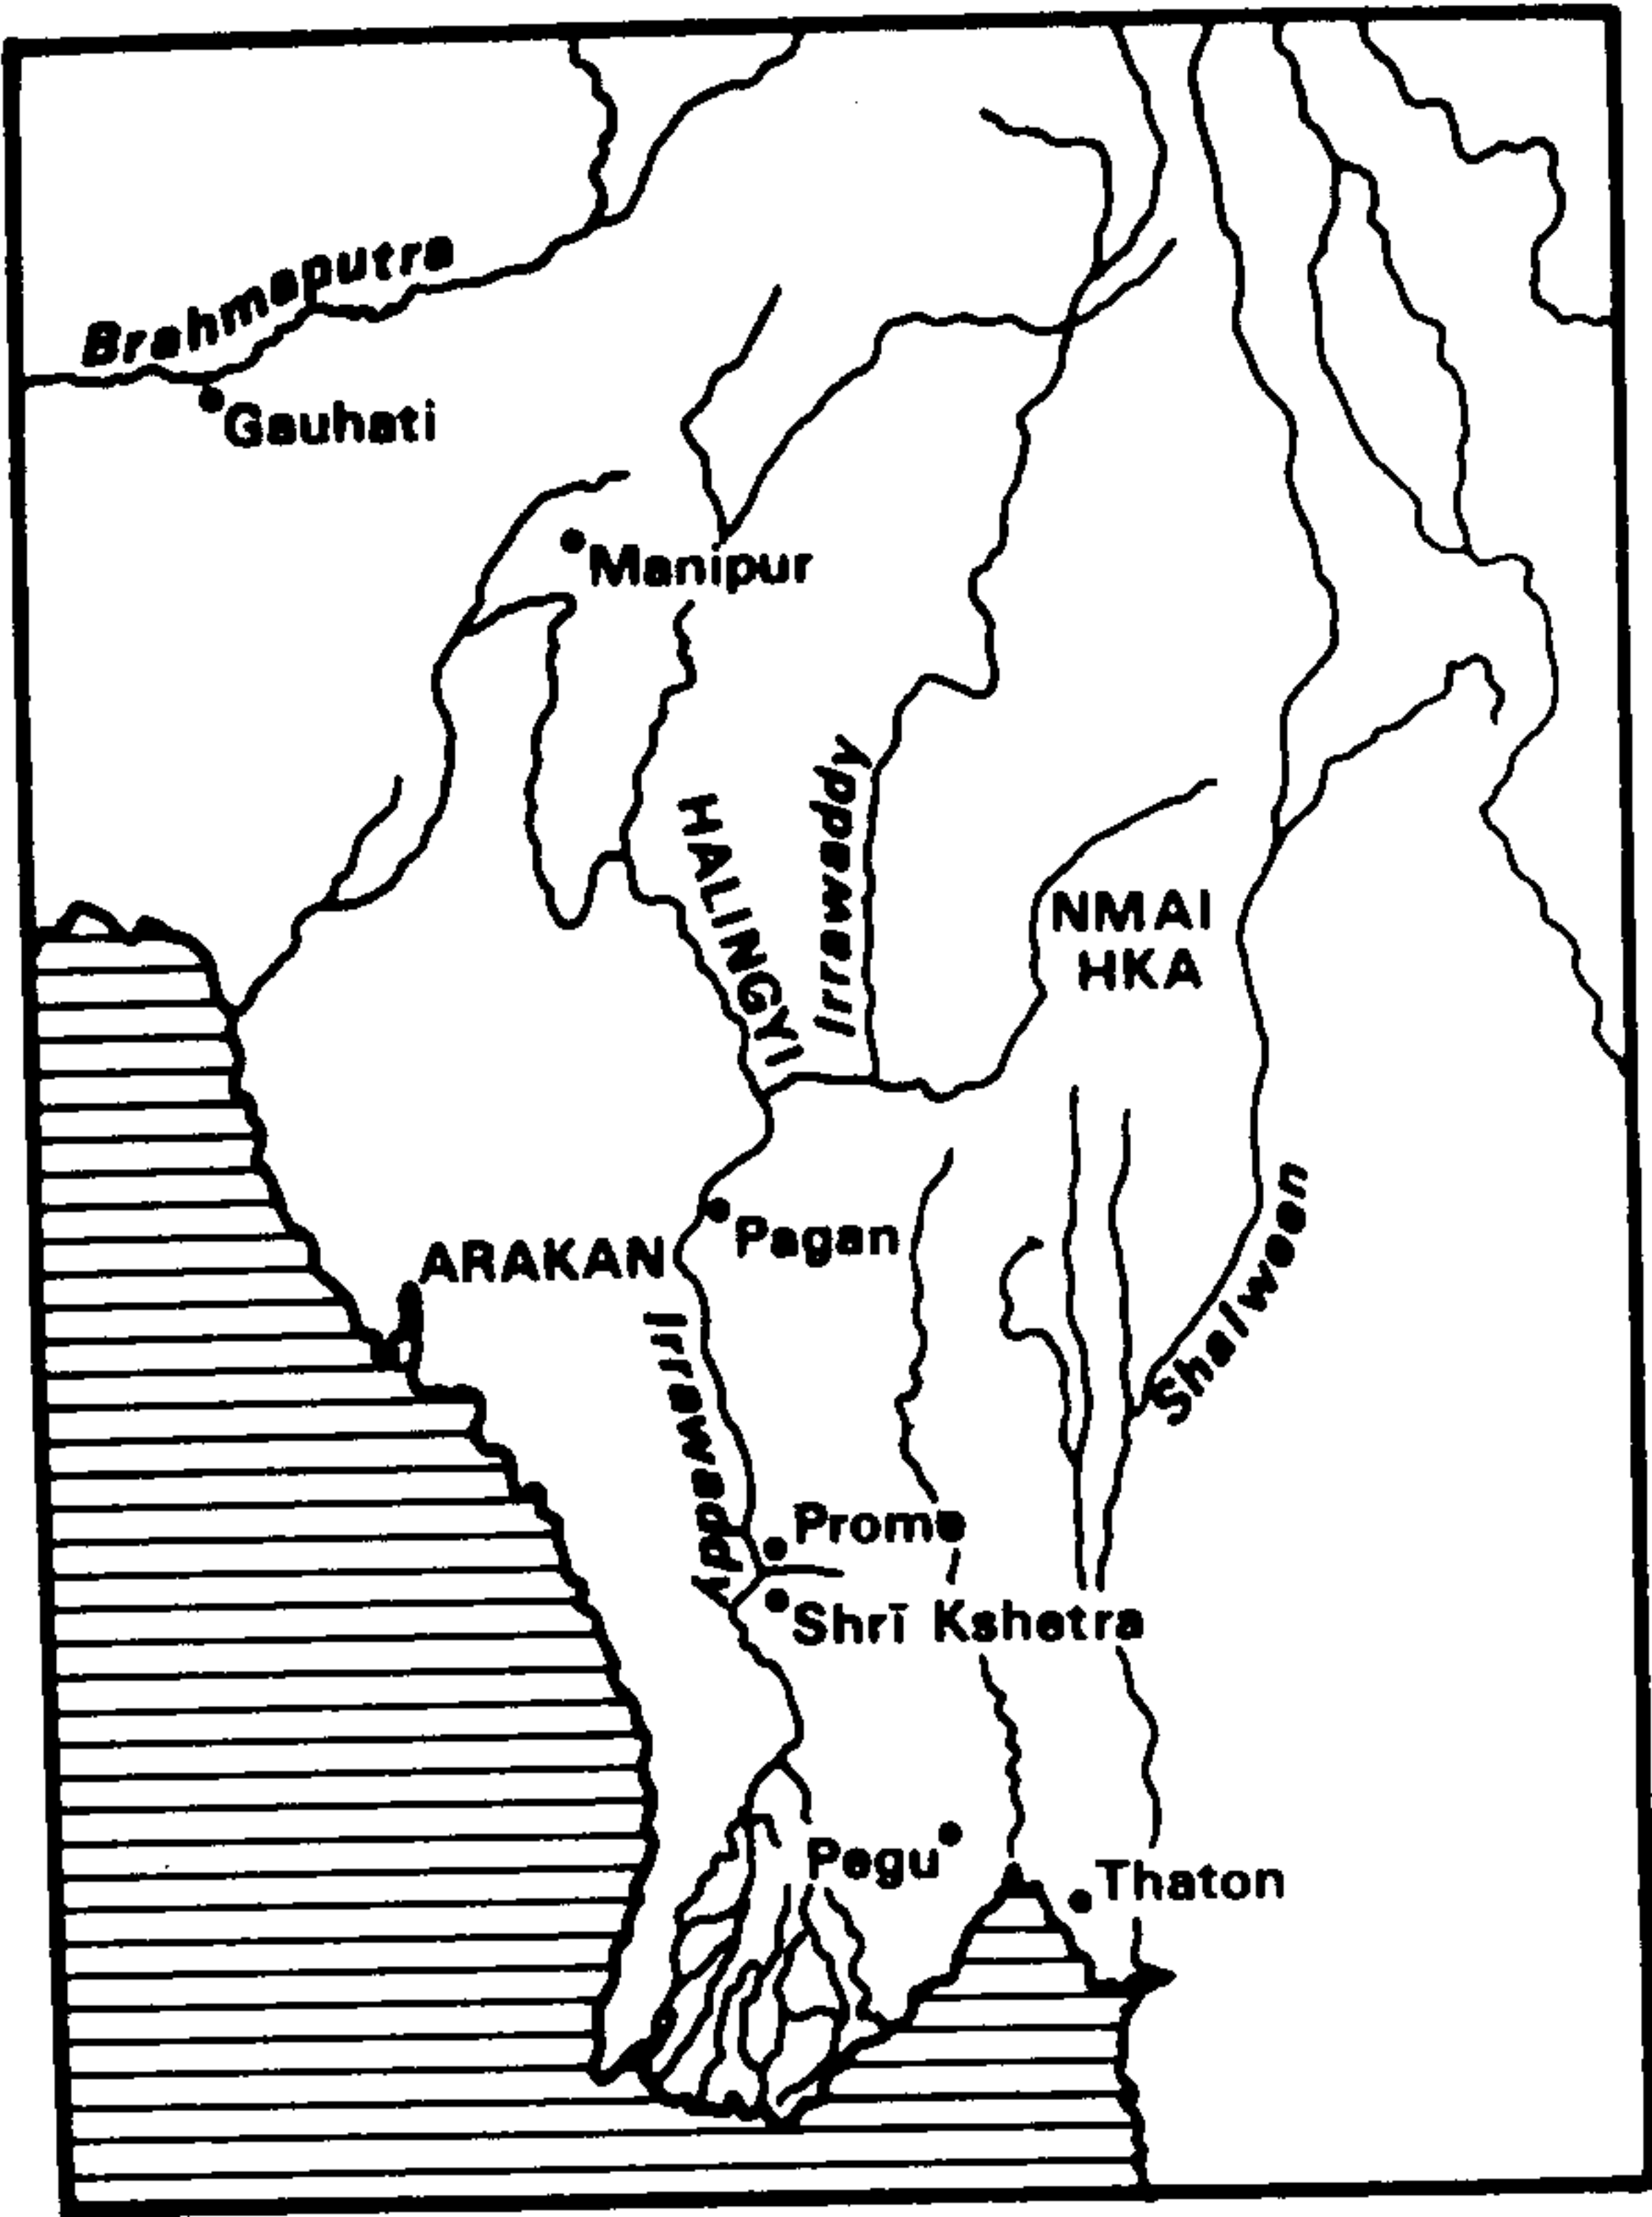 Brahmaputra
Gauhati
Manipur
HALINGYI
Irrawaddy
NMAI
HKA
Pagan
ARAKAN
Irrawaddy
Shalween
Prome
Shrī Kshetra
Pegu
Thaton